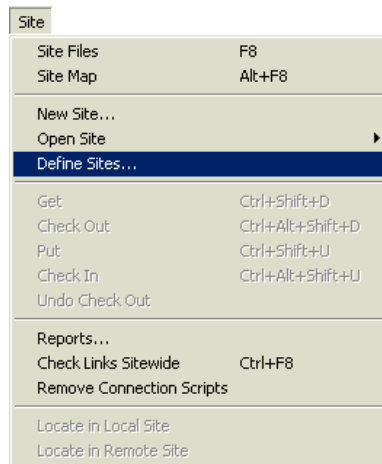 Site
Site Files F8
Site Map Alt+F8
New Site...
Open Site
Define Sites...
Get Ctrl+Shift+D
Check Out Ctrl+Alt+Shift+D
Put Ctrl+Shift+U
Check In Ctrl+Alt+Shift+U
Undo Check Out
Reports...
Check Links Sitewide Ctrl+F8
Remove Connection Scripts
Locate in Local Site
Locate in Remote Site